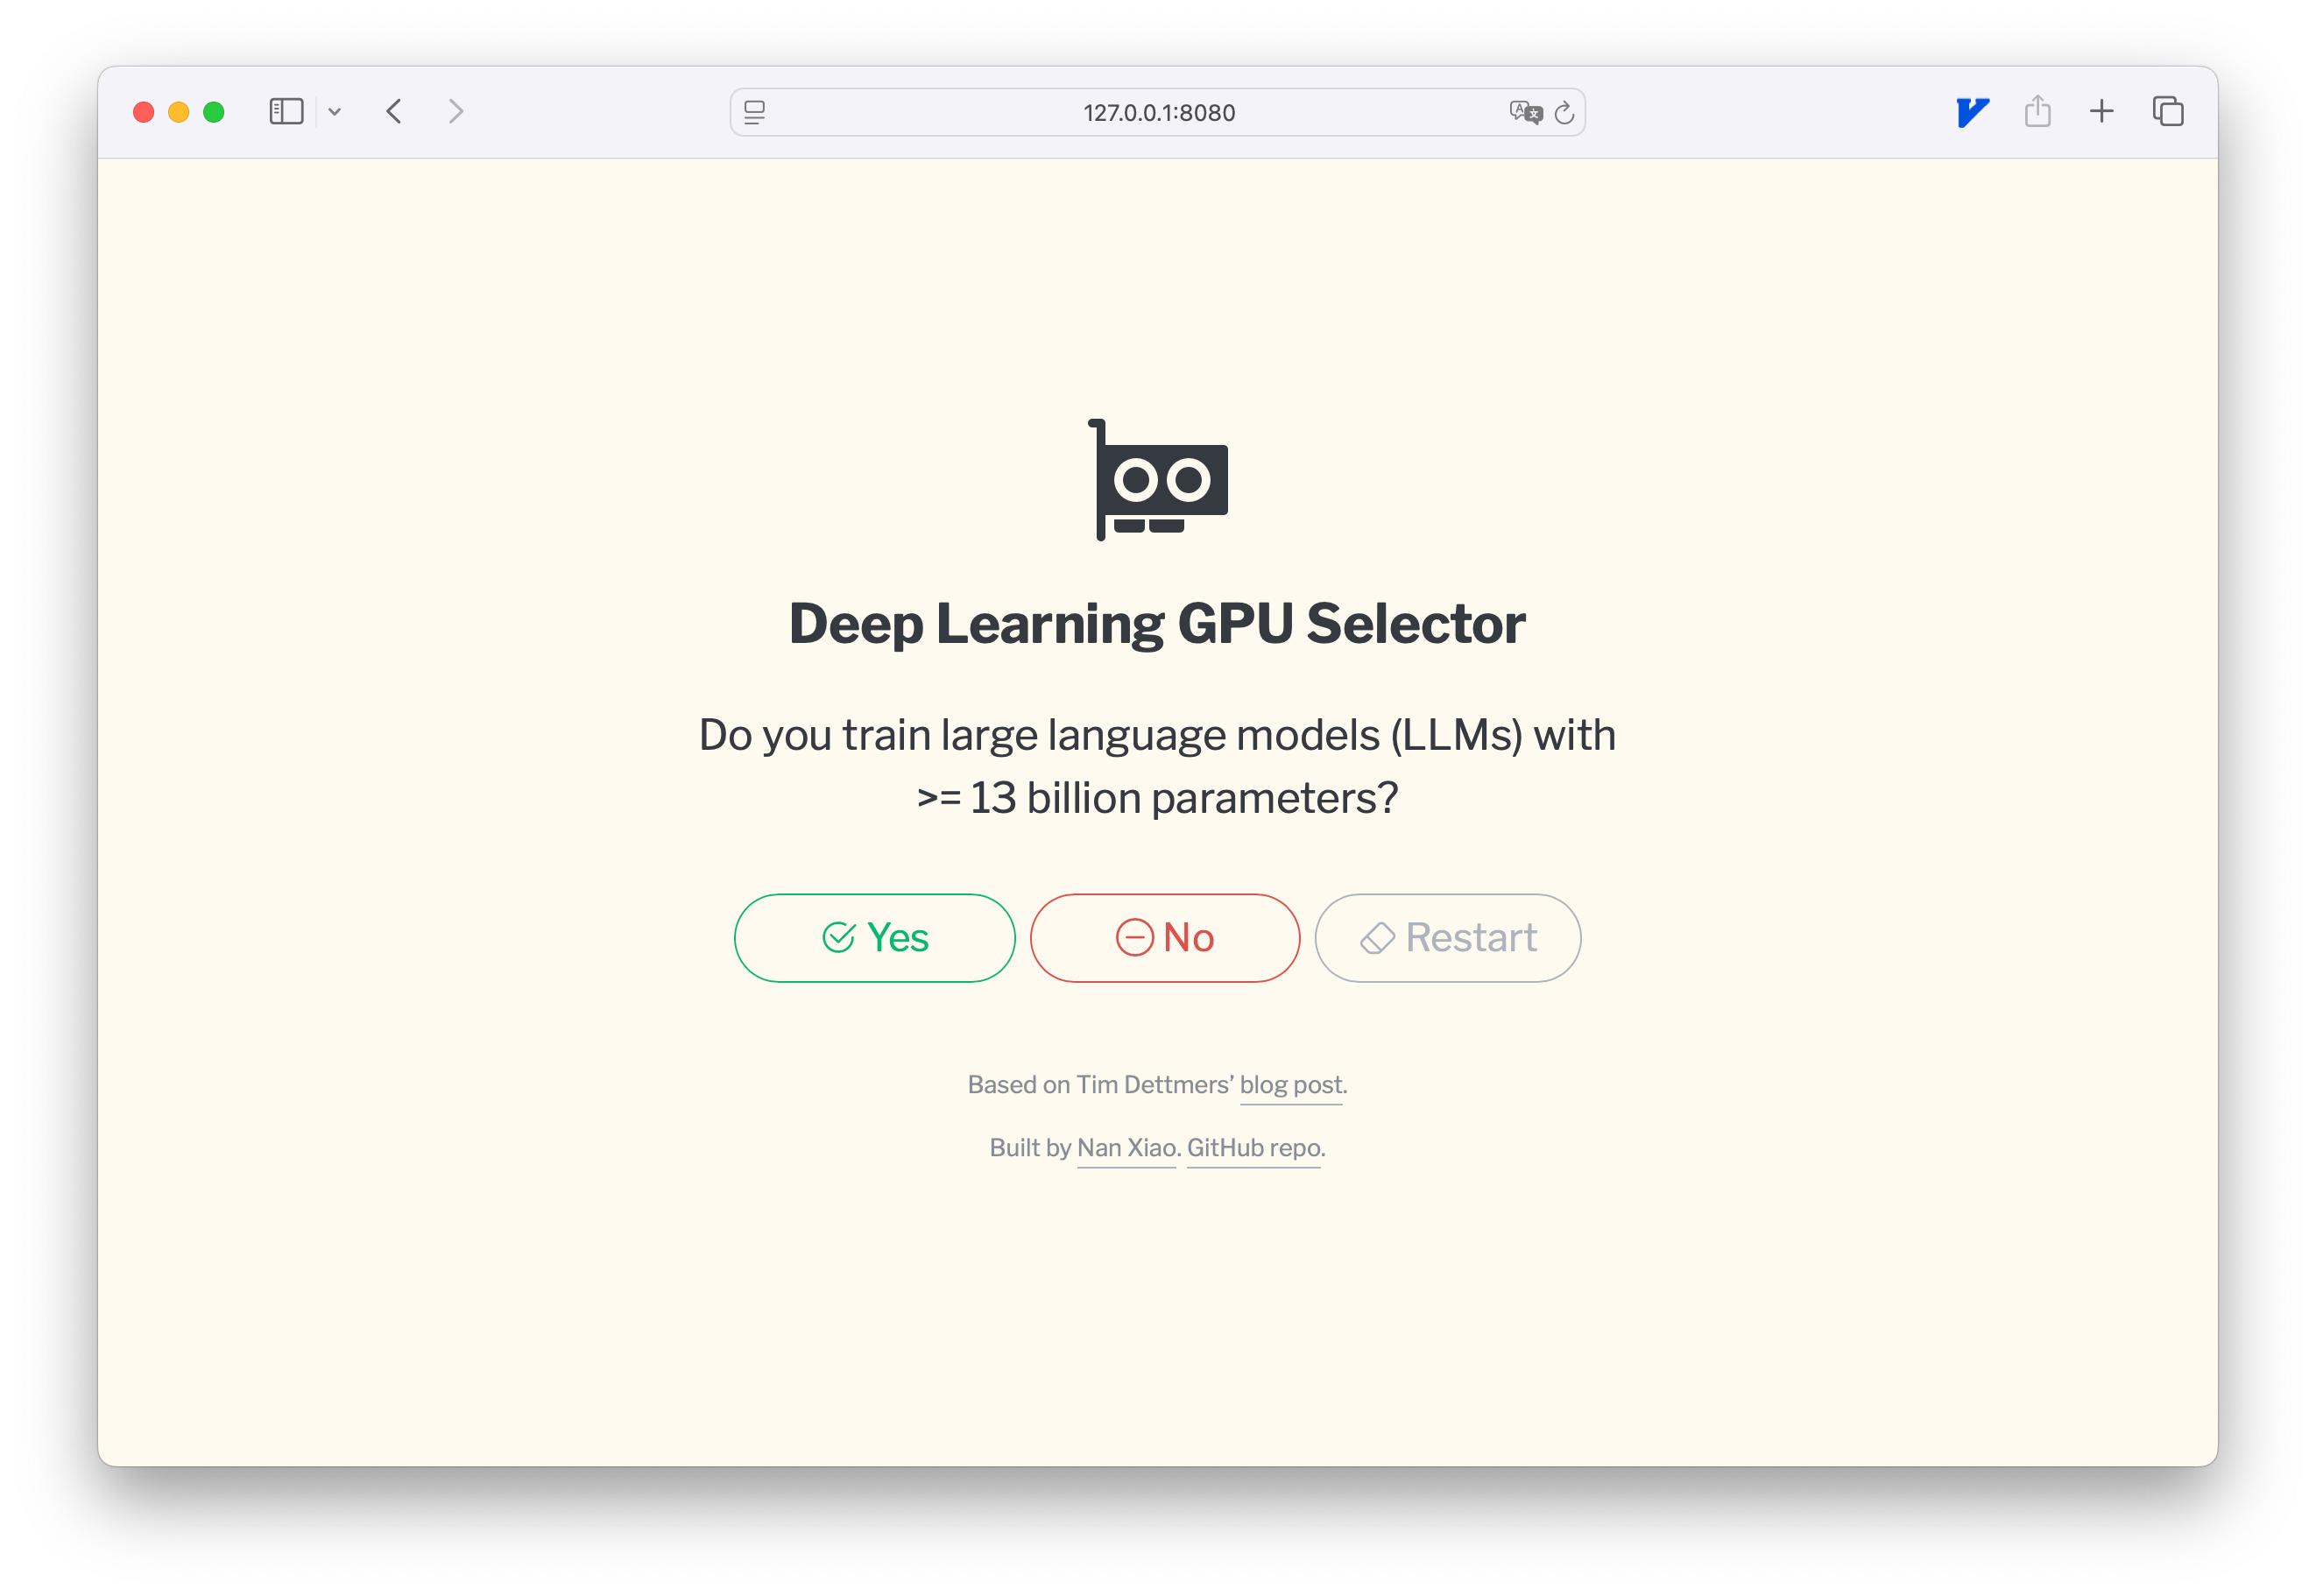 127.0.0.1:8080
Deep Learning GPU Selector
Do you train large language models (LLMs) with
>= 13 billion parameters?
Yes
No
Restart
Based on Tim Dettmers’ blog post.
Built by Nan Xiao. GitHub repo.